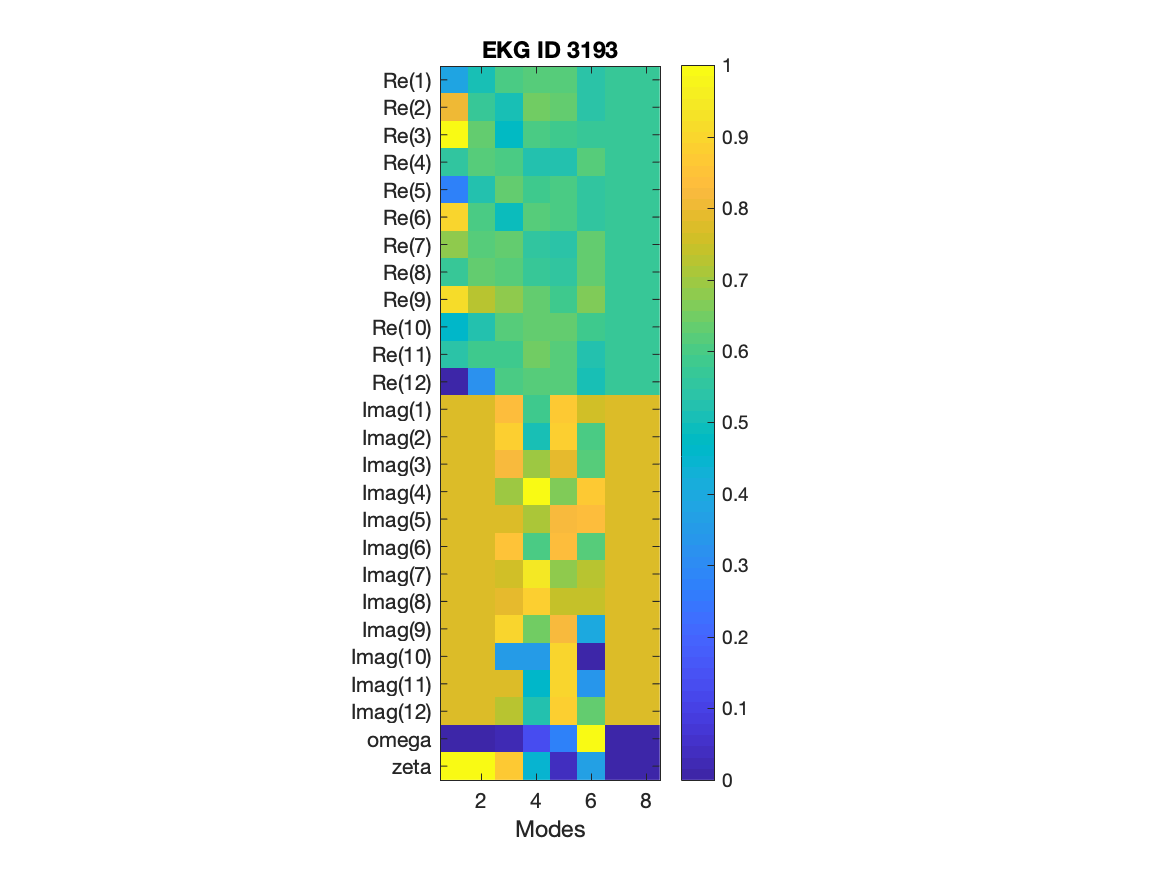 EKG ID 3193
Re(1)
Re(2)
Re(3)
Re(4)
Re(5)
Re(6)
Re(7)
Re(8)
Re(9)
Re(10)
Re(11)
Re(12)
Imag(1)
Imag(2)
Imag(3)
Imag(4)
Imag(5)
Imag(6)
Imag(7)
Imag(8)
Imag(9)
Imag(10)
Imag(11)
Imag(12)
omega
zeta
2 4 6 8
Modes
1
0.9
0.8
0.7
0.6
0.5
0.4
0.3
0.2
0.1
0